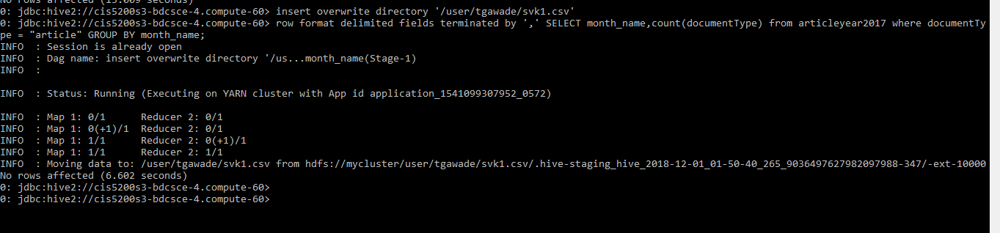 No rows affected (15.009 seconds)
0: jdbc:hive2://cis5200s3-bdcsce-4.compute-60> insert overwrite directory '/user/tgawade/svk1.csv'
0: jdbc:hive2://cis5200s3-bdcsce-4.compute-60> row format delimited fields terminated by ',' SELECT month_name,count(documentType) from articleyear2017 where documentTy
pe = "article" GROUP BY month_name;
INFO  : Session is already open
INFO  : Dag name: insert overwrite directory '/us...month_name(Stage-1)
INFO  :
INFO  : Status: Running (Executing on YARN cluster with App id application_1541099307952_0572)
INFO  : Map 1: 0/1      Reducer 2: 0/1
INFO  : Map 1: 0(+1)/1  Reducer 2: 0/1
INFO  : Map 1: 1/1      Reducer 2: 0(+1)/1
INFO  : Map 1: 1/1      Reducer 2: 1/1
INFO  : Moving data to: /user/tgawade/svk1.csv from hdfs://mycluster/user/tgawade/svk1.csv/.hive-staging_hive_2018-12-01_01-50-40_265_9036497627982097988-347/-ext-10000
No rows affected (6.602 seconds)
0: jdbc:hive2://cis5200s3-bdcsce-4.compute-60>
0: jdbc:hive2://cis5200s3-bdcsce-4.compute-60>